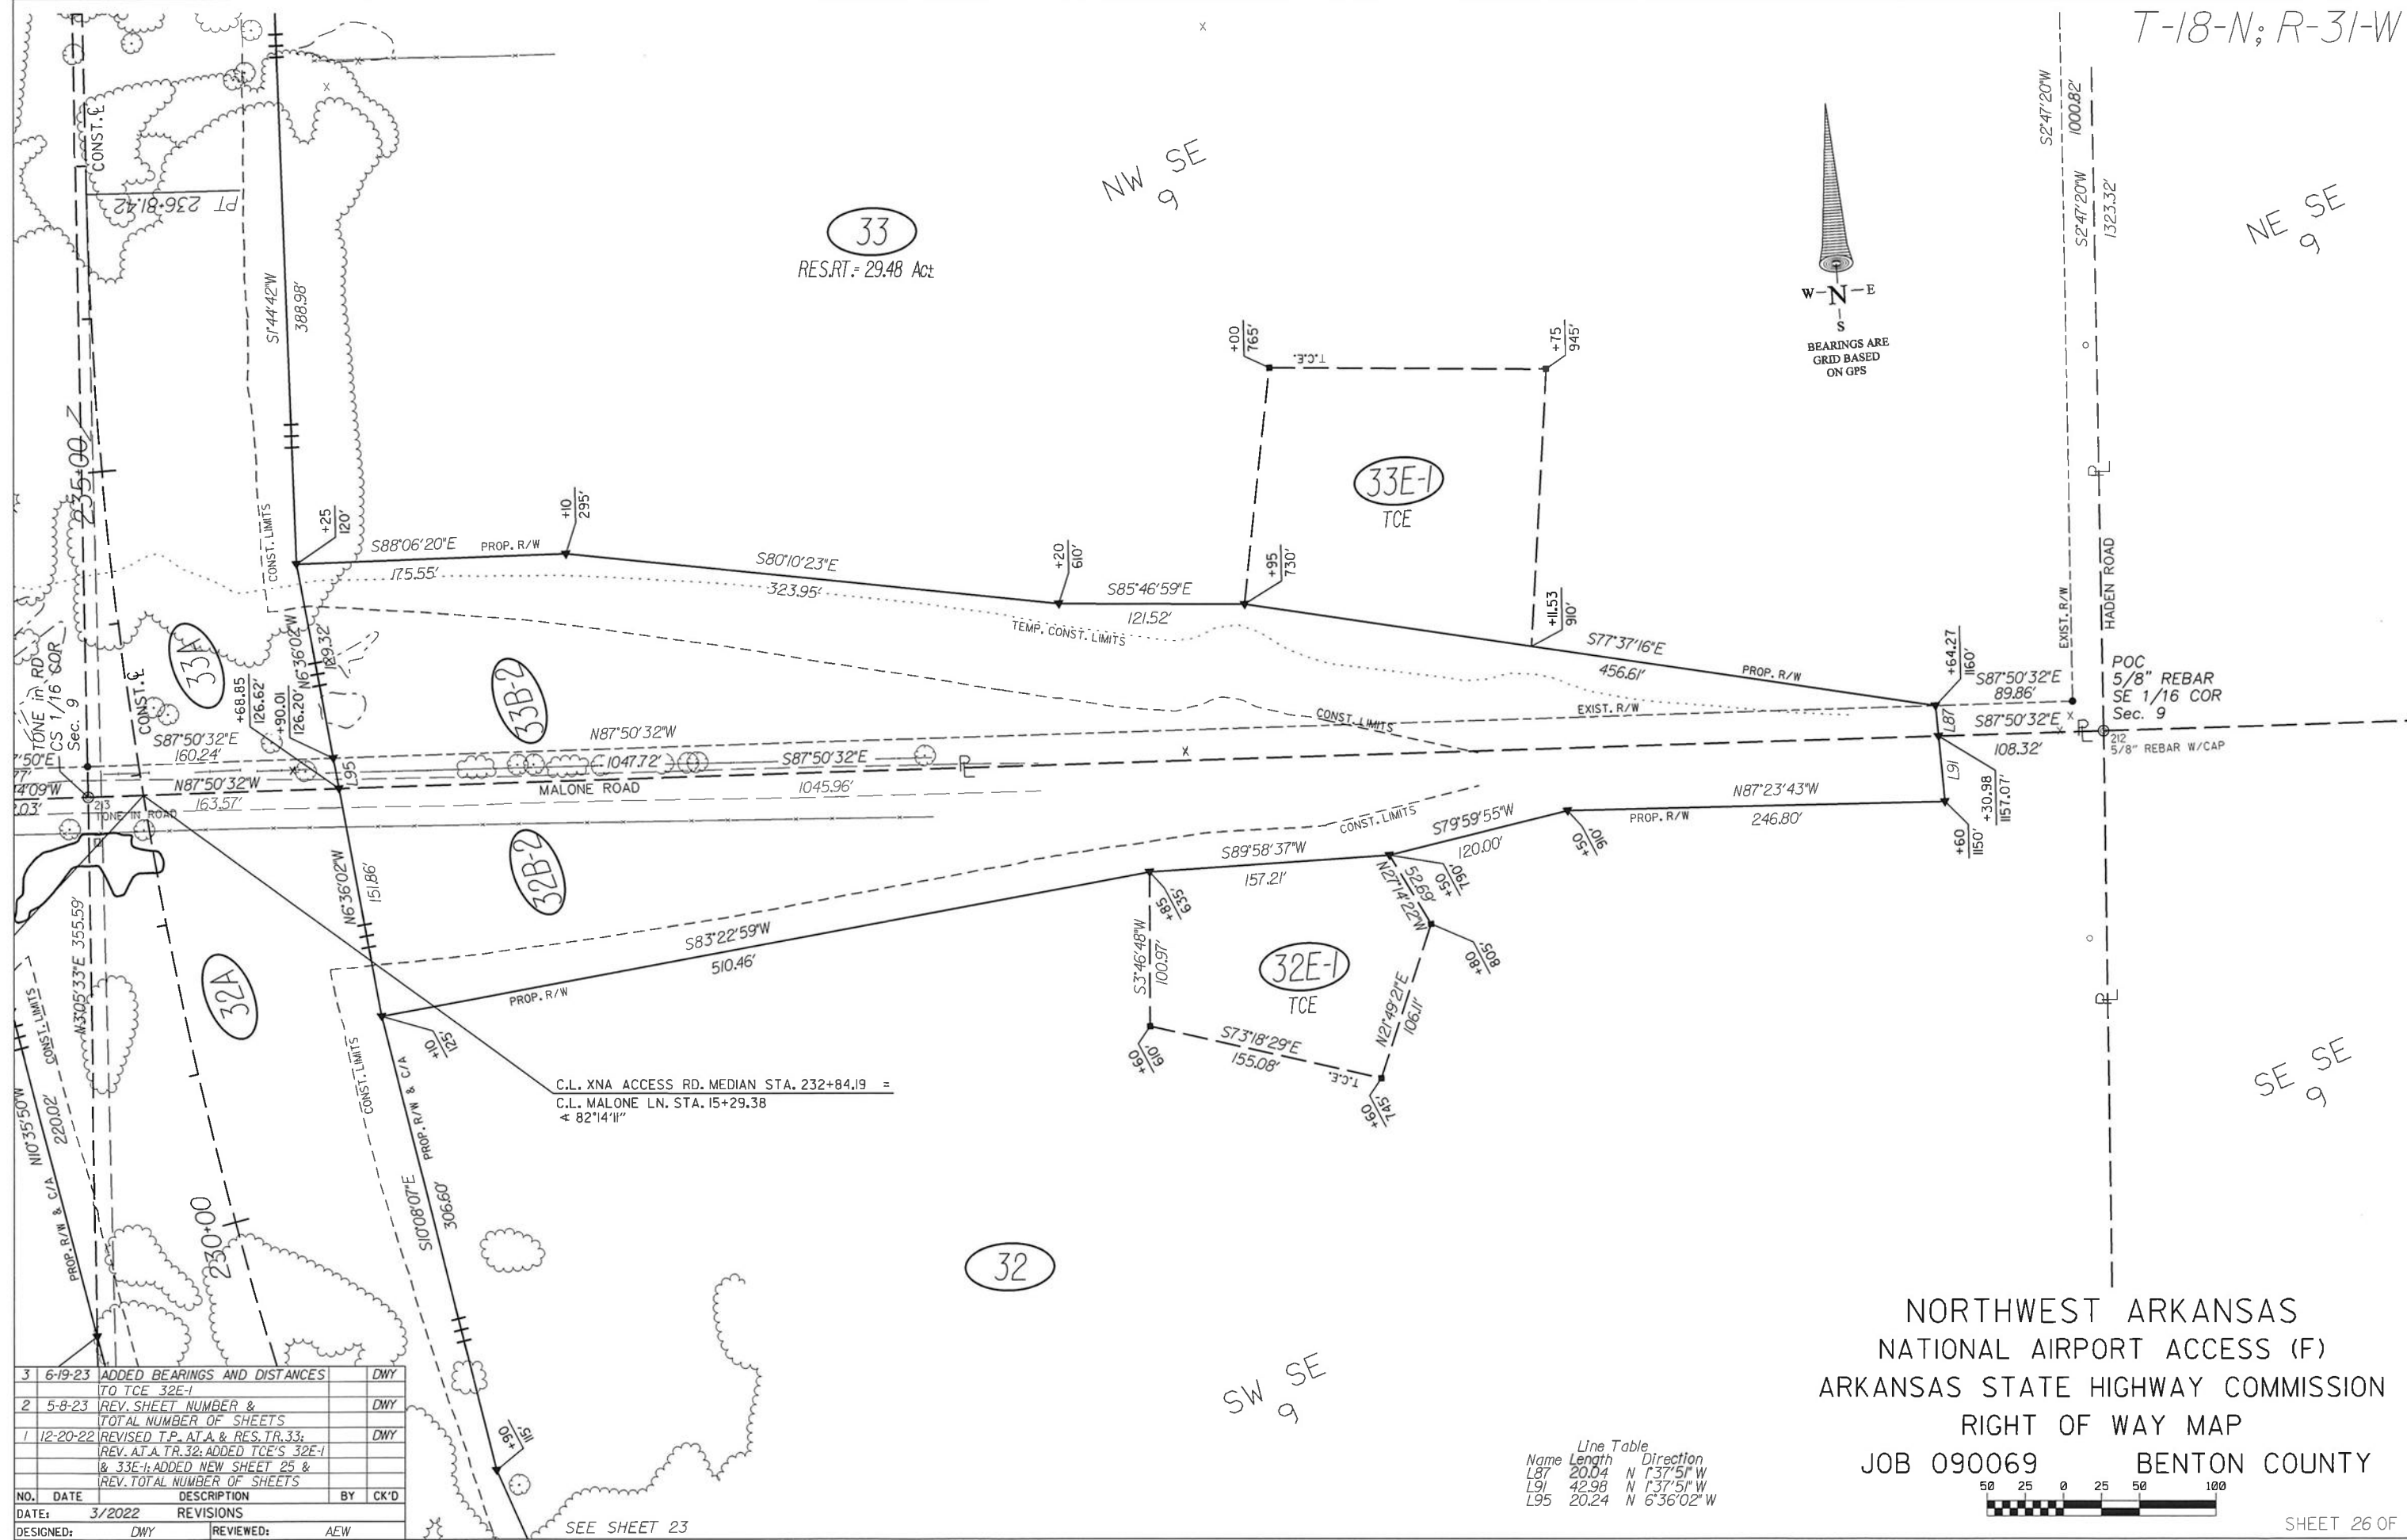 T-18-N; R-31-W
CONST. ℄
PT 236+81.42
S1°44'42"W
388.98'
33
RES.RT.= 29.48 Ac±
NW SE
9
S2°47'20"W
1000.82'
S2°47'20"W
1323.32'
NE SE
9
W-N-E
S
BEARINGS ARE
GRID BASED
ON GPS
+00
765'
T.C.E.
+75
945'
235+00
CONST. LIMITS
+25
120'
S88°06'20"E
PROP. R/W
175.55'
+10
295'
S80°10'23"E
323.95'
+20
610'
S85°46'59"E
121.52'
TEMP. CONST. LIMITS
+95
730'
33E-1
TCE
+11.53
910'
S77°37'16"E
456.61'
PROP. R/W
+64.27
1160'
S87°50'32"E
89.86'
EXIST. R/W
HADEN ROAD
POC
5/8" REBAR
SE 1/16 COR
Sec. 9
212
5/8" REBAR W/CAP
STONE in RD
CS 1/16 COR
Sec. 9
33A
CONST. ℄
+68.85
126.62'
+90.01
126.20'
N6°36'02"W
129.32'
33B-2
S87°50'32"E
160.24'
N87°50'32"W
1047.72'
S87°50'32"E
CONST. LIMITS
EXIST. R/W
L87
S87°50'32"E
108.32'
'50"E
4'09"W
.03'
N87°50'32"W
163.57'
L95
MALONE ROAD
1045.96'
213
STONE IN ROAD
L91
+30.98
1157.07'
N87°23'43"W
246.80'
PROP. R/W
+60
1150'
CONST. LIMITS
S79°59'55"W
120.00'
+50
910'
S89°58'37"W
157.21'
N27°14'22"W
52.69'
+50
790'
N6°36'02"W
151.86'
32B-2
+85
635'
S83°22'59"W
510.46'
PROP. R/W
S3°46'48"W
100.97'
32E-1
TCE
+80
805'
N21°49'21"E
106.11'
S73°18'29"E
155.08'
T.C.E.
+60
610'
+60
745'
N3°05'33"E 355.59'
32A
CONST. LIMITS
+10
125'
C.L. XNA ACCESS RD. MEDIAN STA. 232+84.19 =
C.L. MALONE LN. STA. 15+29.38
∢ 82°14'11"
CONST. LIMITS
PROP. R/W & C/A
S10°08'07"E
306.60'
N10°35'50"W
220.02'
PROP. R/W & C/A
230+00
32
SE SE
9
SW SE
9
+90
115'
NORTHWEST ARKANSAS
NATIONAL AIRPORT ACCESS (F)
ARKANSAS STATE HIGHWAY COMMISSION
RIGHT OF WAY MAP
JOB 090069 BENTON COUNTY
50 25 0 25 50 100
Line Table
Name Length Direction
L87 20.04 N 1°37'51" W
L91 42.98 N 1°37'51" W
L95 20.24 N 6°36'02" W
3 6-19-23 ADDED BEARINGS AND DISTANCES DWY
TO TCE 32E-1
2 5-8-23 REV. SHEET NUMBER & DWY
TOTAL NUMBER OF SHEETS
1 12-20-22 REVISED T.P., A.T.A. & RES. TR.33; DWY
REV. A.T.A. TR.32; ADDED TCE'S 32E-1
& 33E-1; ADDED NEW SHEET 25 &
REV. TOTAL NUMBER OF SHEETS
NO. DATE DESCRIPTION BY CK'D
DATE: 3/2022 REVISIONS
DESIGNED: DWY REVIEWED: AEW
SEE SHEET 23
SHEET 26 OF